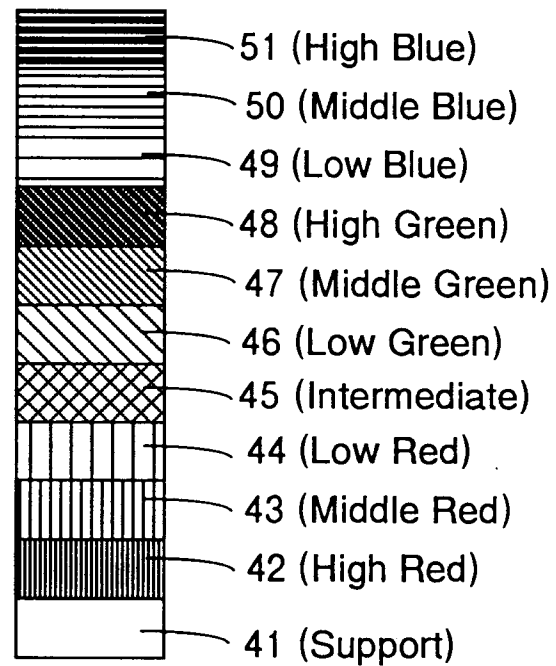 51 (High Blue)
50 (Middle Blue)
49 (Low Blue)
48 (High Green)
47 (Middle Green)
46 (Low Green)
45 (Intermediate)
44 (Low Red)
43 (Middle Red)
42 (High Red)
41 (Support)